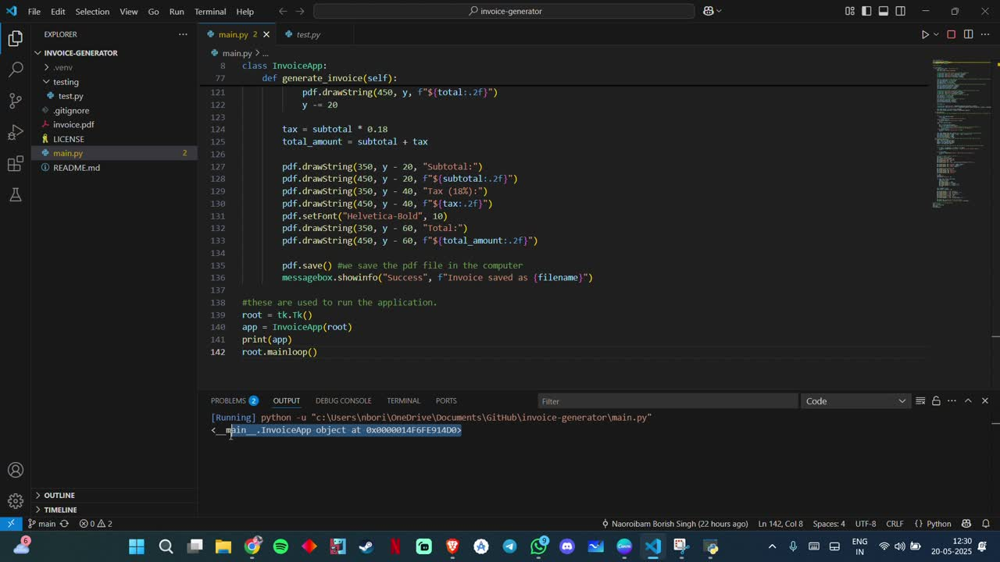 File Edit Selection View Go Run Terminal Help
invoice-generator
EXPLORER
INVOICE-GENERATOR
.venv
testing
test.py
.gitignore
invoice.pdf
LICENSE
main.py 2
README.md
OUTLINE
TIMELINE
main.py 2
test.py
main.py > ...
8 class InvoiceApp:
77 def generate_invoice(self):
121 pdf.drawString(450, y, f"${total:.2f}")
122 y -= 20
123
124 tax = subtotal * 0.18
125 total_amount = subtotal + tax
126
127 pdf.drawString(350, y - 20, "Subtotal:")
128 pdf.drawString(450, y - 20, f"${subtotal:.2f}")
129 pdf.drawString(350, y - 40, "Tax (18%):")
130 pdf.drawString(450, y - 40, f"${tax:.2f}")
131 pdf.setFont("Helvetica-Bold", 10)
132 pdf.drawString(350, y - 60, "Total:")
133 pdf.drawString(450, y - 60, f"${total_amount:.2f}")
134
135 pdf.save() #we save the pdf file in the computer
136 messagebox.showinfo("Success", f"Invoice saved as {filename}")
137
138 #these are used to run the application.
139 root = tk.Tk()
140 app = InvoiceApp(root)
141 print(app)
142 root.mainloop()
PROBLEMS 2 OUTPUT DEBUG CONSOLE TERMINAL PORTS
Filter
Code
[Running] python -u "c:\Users\nbori\OneDrive\Documents\GitHub\invoice-generator\main.py"
<__main__.InvoiceApp object at 0x0000014F6FE914D0>
main 0 2
Naoroibam Borish Singh (22 hours ago) Ln 142, Col 8 Spaces: 4 UTF-8 CRLF {} Python
6
9
ENG
IN
12:30
20-05-2025